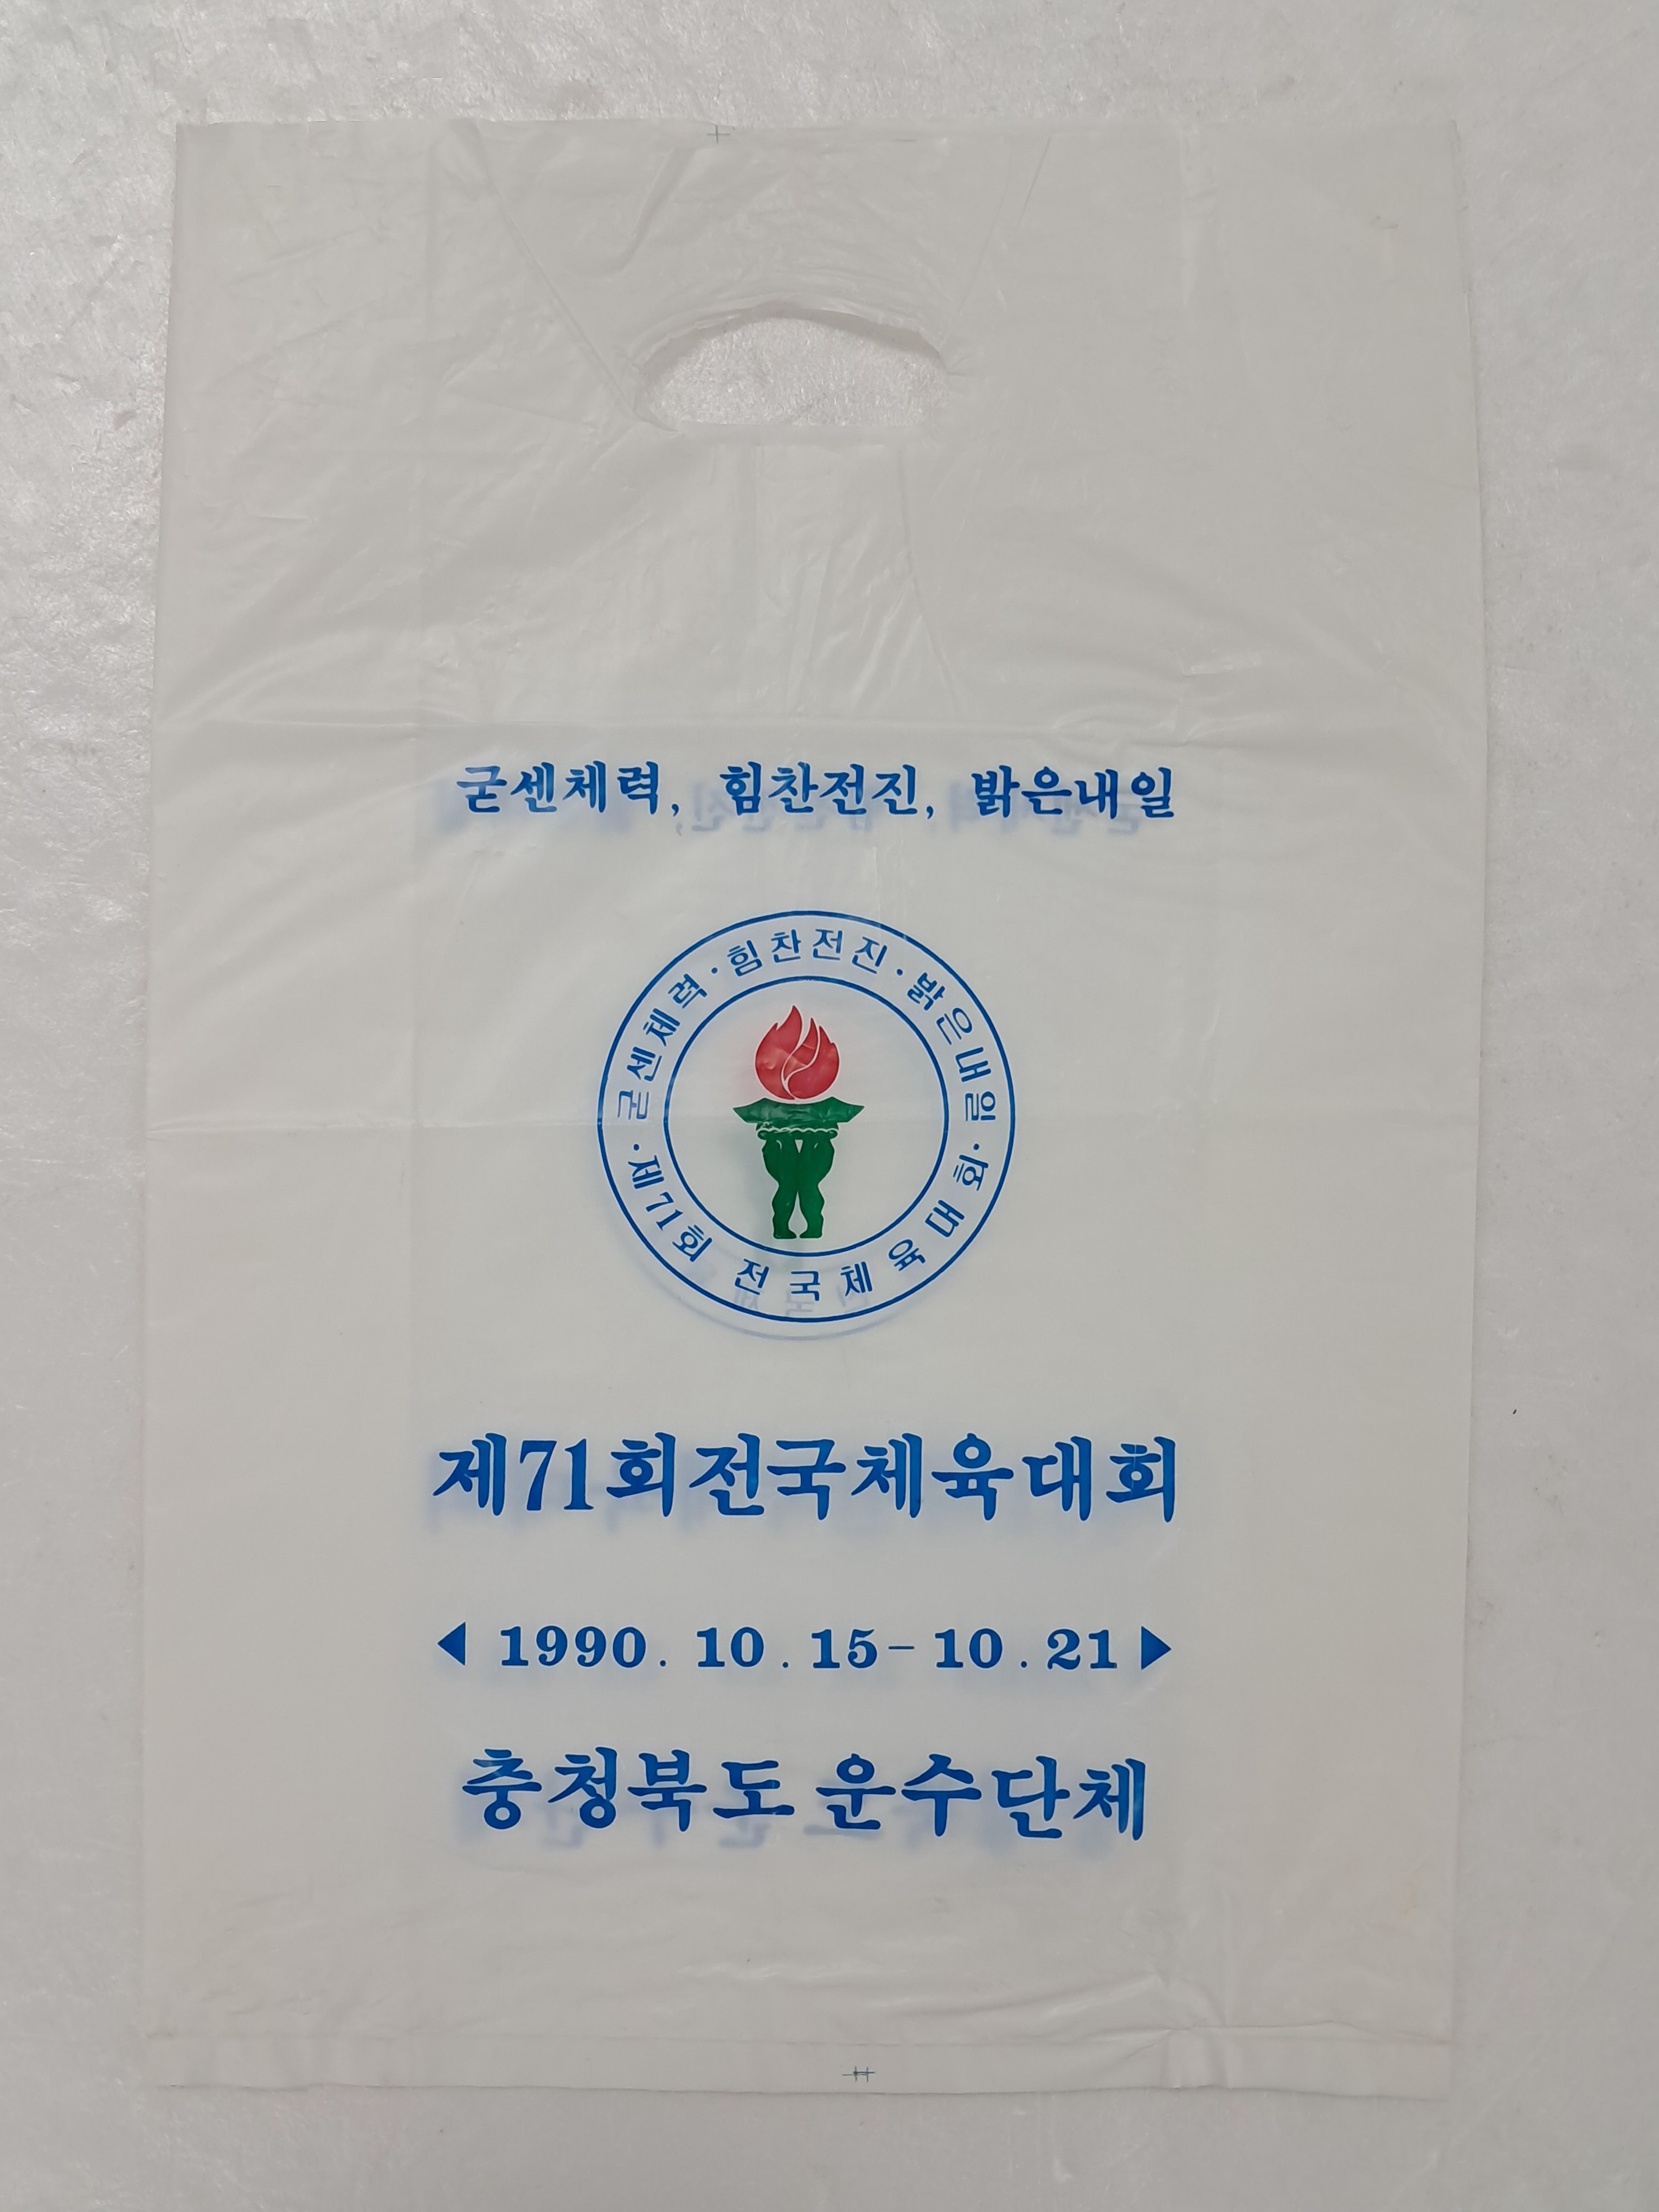 굳센체력, 힘찬전진, 밝은내일
굳센체력·힘찬전진·밝은내일·
제71회 전국체육대회
제71회전국체육대회
◀ 1990. 10. 15-10. 21 ▶
충청북도 운수단체